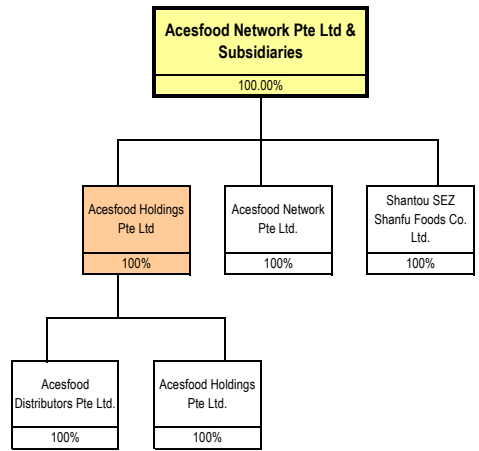 Acesfood Network Pte Ltd &
Subsidiaries
100.00%
Acesfood Holdings
Pte Ltd
100%
Acesfood Network
Pte Ltd.
100%
Shantou SEZ
Shanfu Foods Co.
Ltd.
100%
Acesfood
Distributors Pte Ltd.
100%
Acesfood Holdings
Pte Ltd.
100%